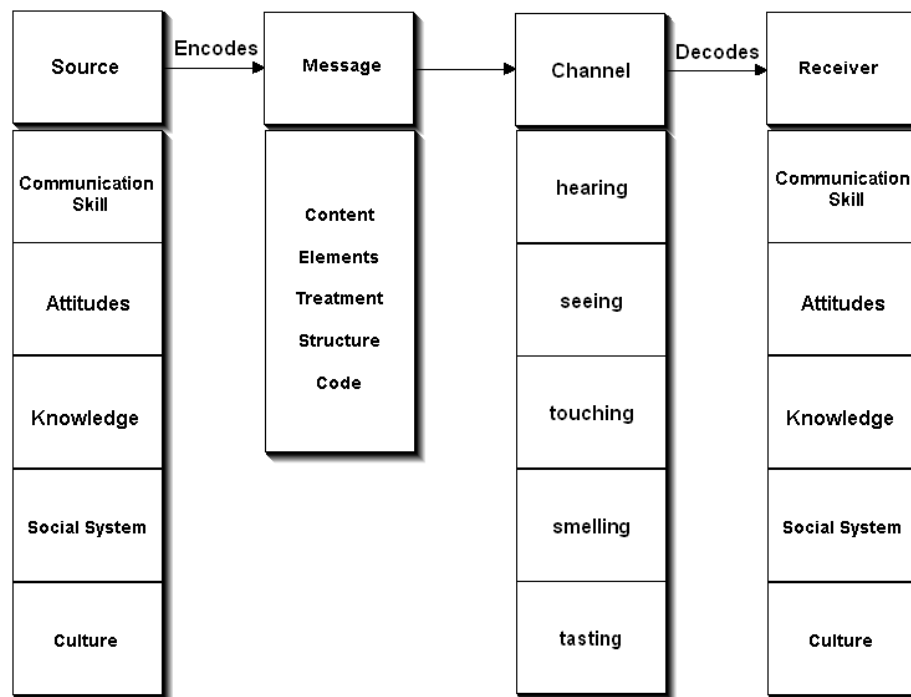 Source
Encodes
Message
Channel
Decodes
Receiver
Communication
Skill
Attitudes
Knowledge
Social System
Culture
Content
Elements
Treatment
Structure
Code
hearing
seeing
touching
smelling
tasting
Communication
Skill
Attitudes
Knowledge
Social System
Culture